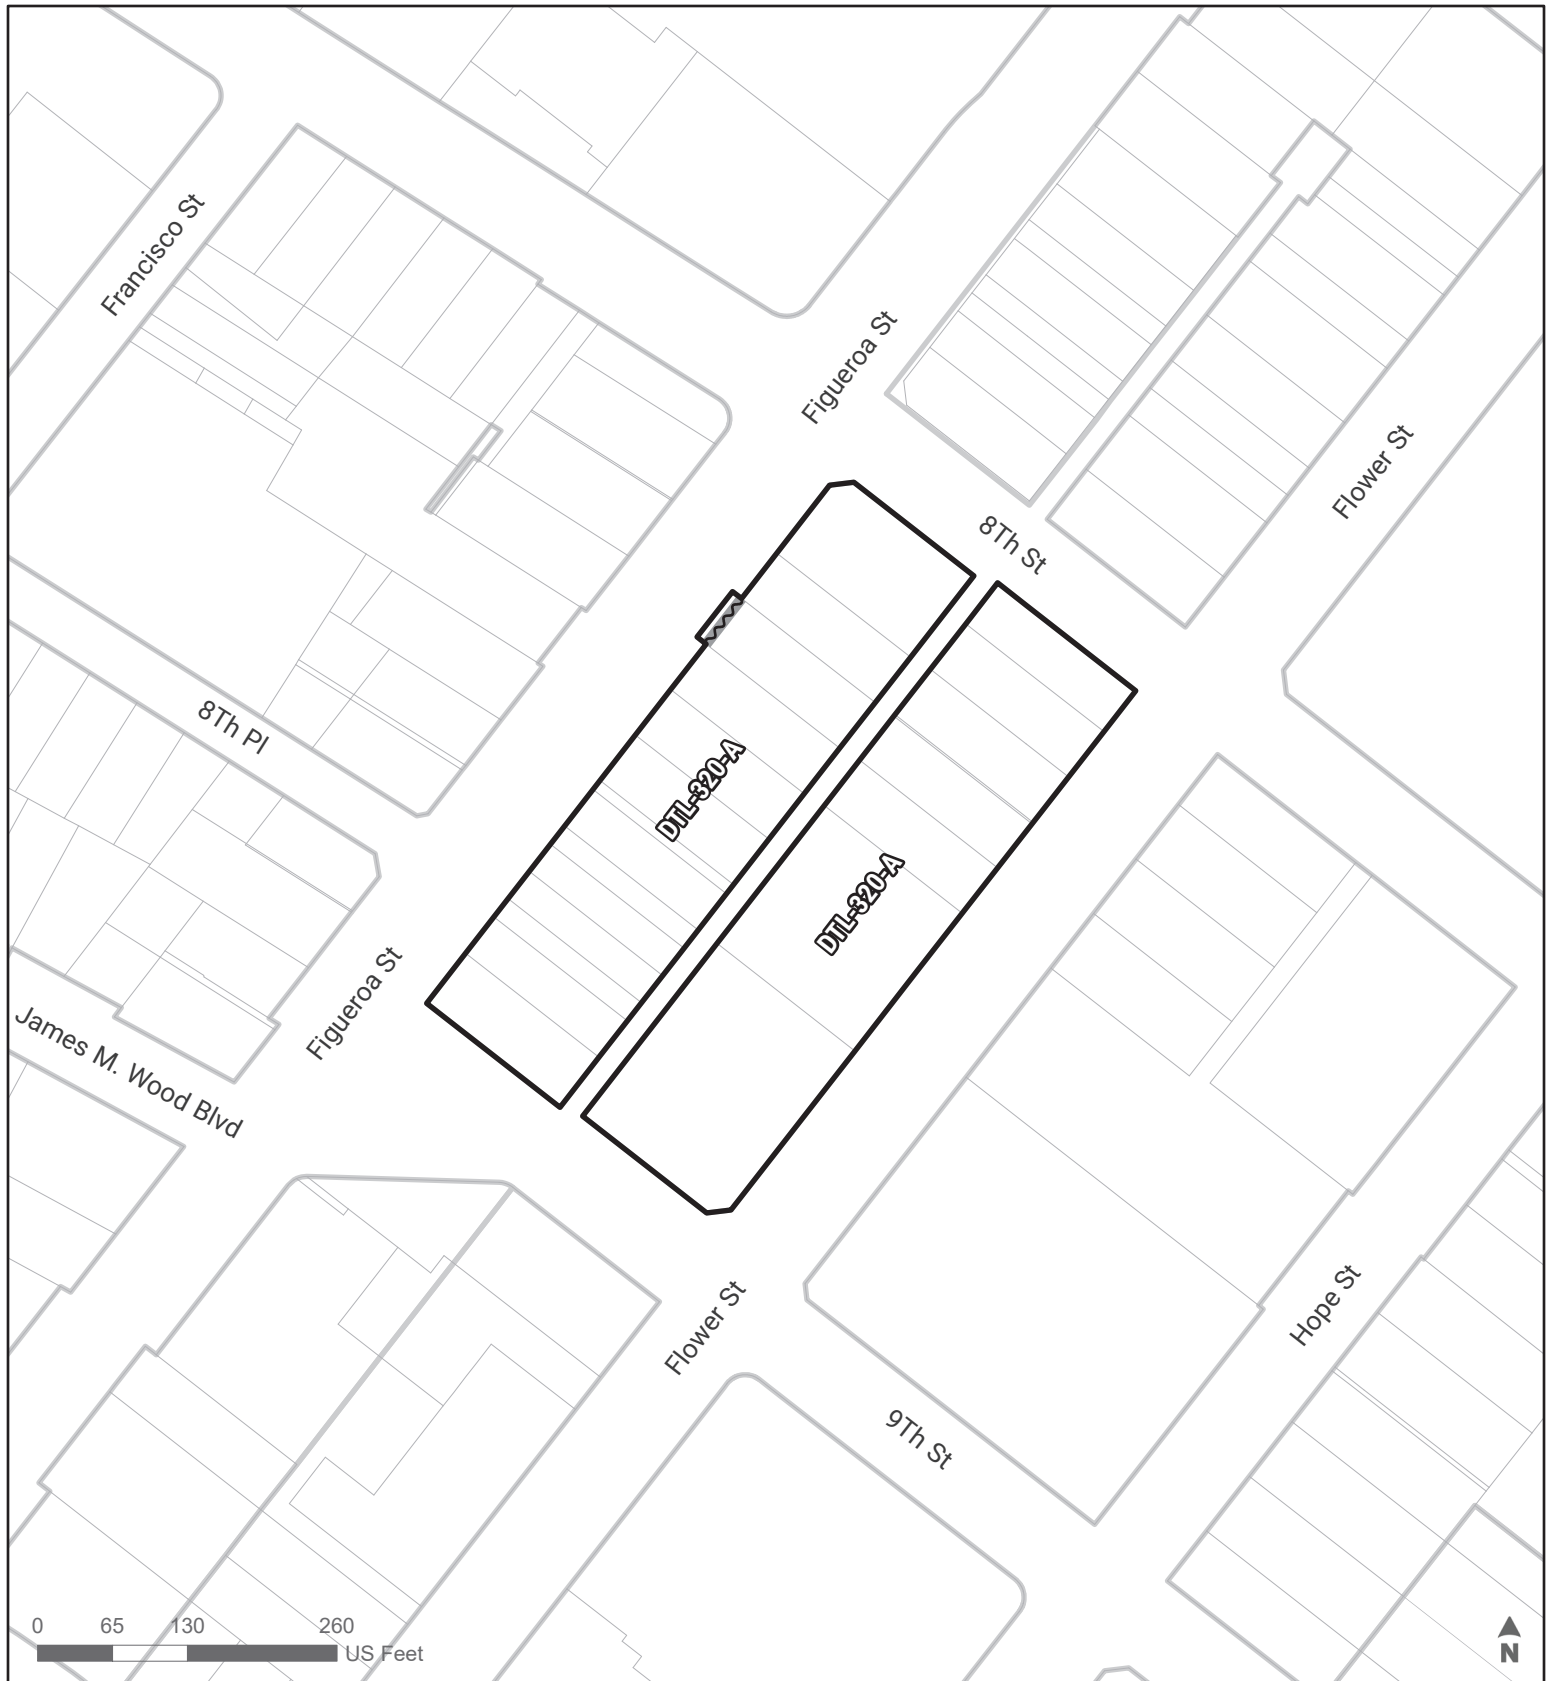 Francisco St
Figueroa St
Flower St
8Th St
8Th Pl
DTL-320-A
DTL-320-A
Figueroa St
James M. Wood Blvd
Flower St
Hope St
9Th St
0 65 130 260
US Feet
N